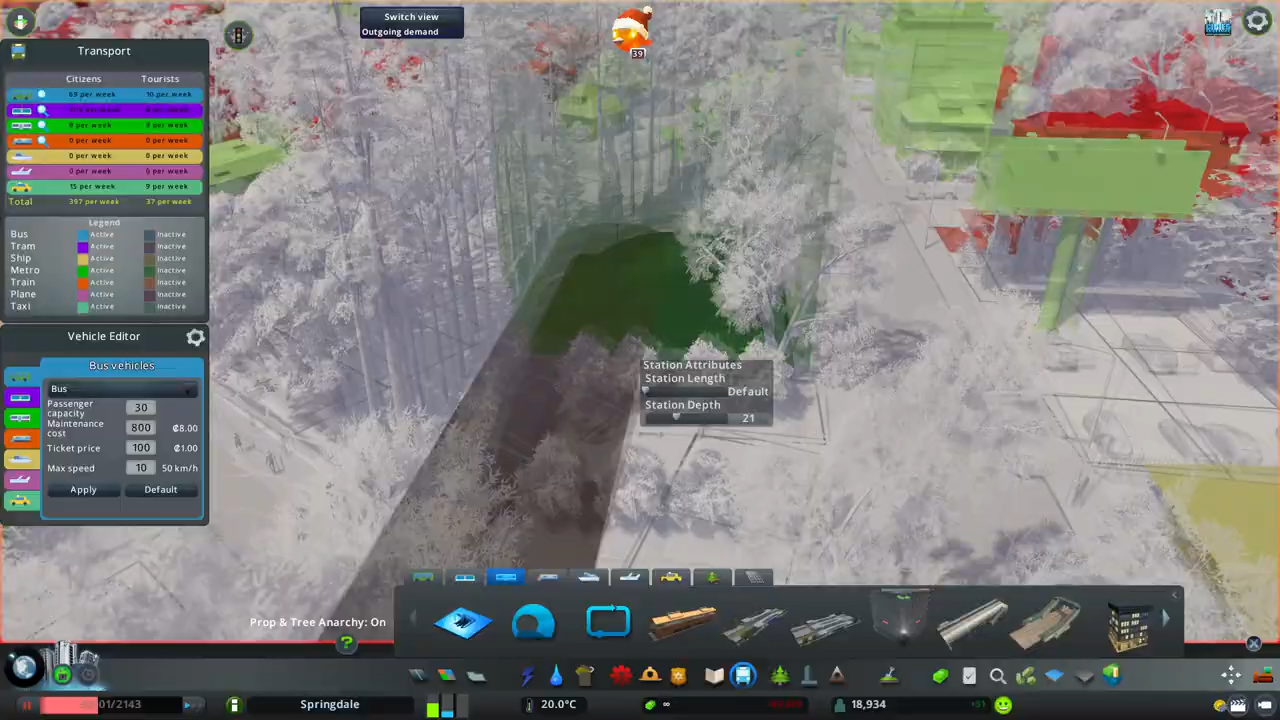 Switch view
Outgoing demand
39
Transport
Citizens Tourists
69 per week 10 per week
0 per week 0 per week
0 per week 0 per week
0 per week 0 per week
0 per week 0 per week
15 per week 9 per week
Total 397 per week 37 per week
Legend
Bus Active Inactive
Tram Active Inactive
Ship Active Inactive
Metro Active Inactive
Train Active Inactive
Plane Active Inactive
Taxi Active Inactive
Vehicle Editor
Bus vehicles
Bus
Passenger capacity 30
Maintenance cost 800 ₡8.00
Ticket price 100 ₡1.00
Max speed 10 50 km/h
Apply Default
Station Attributes
Station Length
Default
Station Depth
21
Prop & Tree Anarchy: On
?
01/2143
Springdale
20.0°C
∞
18,934